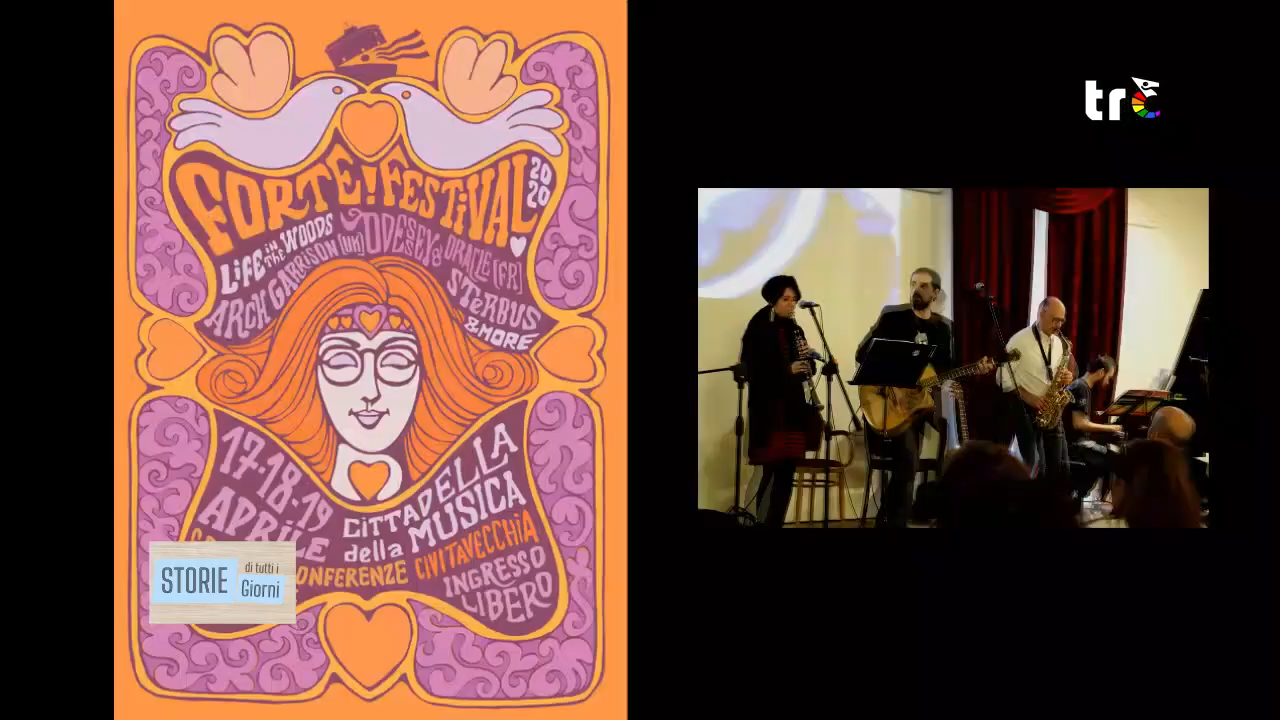 FORTE! FESTiVAL 2020
LiFE iN THE WOODS
ARCH GARRiSON (UK) ODESSEY & ORACLE (FR)
STERBUS
& MORE
17-18-19
APRiLE
CiTTADELLA
della MUSiCA
ONFERENZE CiViTAVECCHiA
iNGRESSO
LiBERO
STORIE di tutti i Giorni
trc